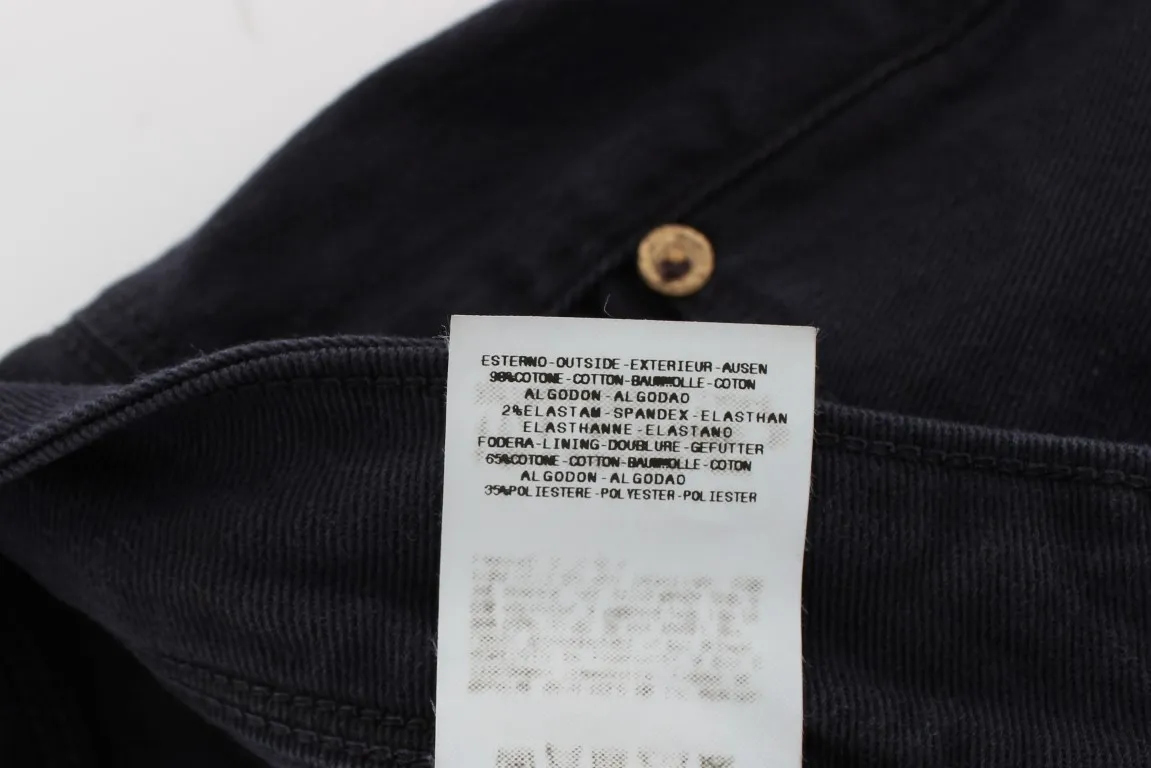 ESTERNO-OUTSIDE-EXTERIEUR-AUSEN
98%COTONE-COTTON-BAUMWOLLE-COTON
ALGODON-ALGODAO
2%ELASTAM-SPANDEX-ELASTHAN
ELASTHANNE-ELASTANO
FODERA-LINING-DOUBLURE-GEFUTTER
65%COTONE-COTTON-BAUMWOLLE-COTON
ALGODON-ALGODAO
35%POLIESTERE-POLYESTER-POLIESTER